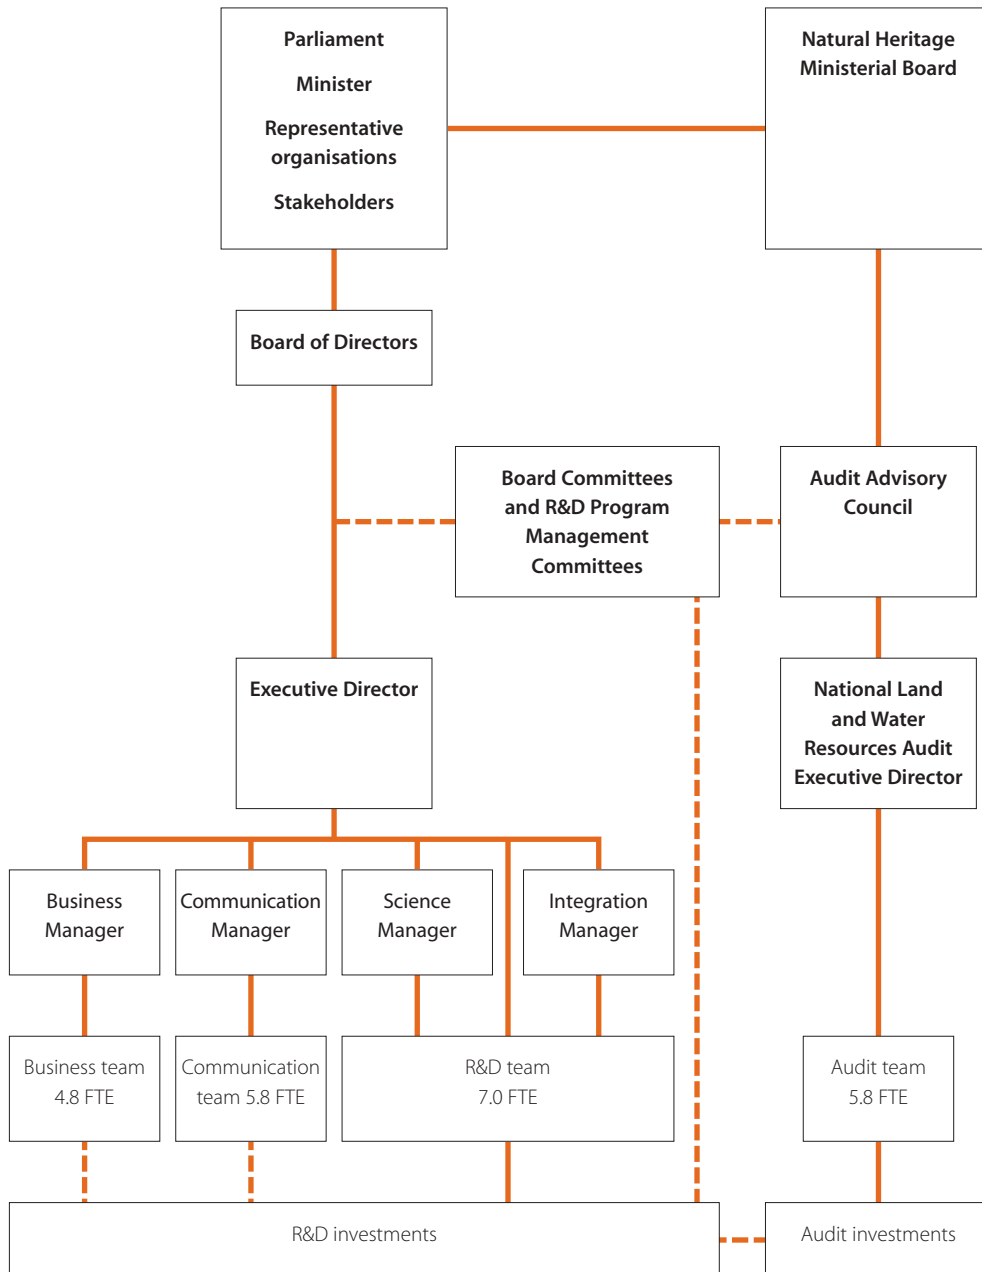 Parliament
Minister
Representative
organisations
Stakeholders
Natural Heritage
Ministerial Board
Board of Directors
Board Committees
and R&D Program
Management
Committees
Audit Advisory
Council
Executive Director
National Land
and Water
Resources Audit
Executive Director
Business
Manager
Communication
Manager
Science
Manager
Integration
Manager
Business team
4.8 FTE
Communication
team 5.8 FTE
R&D team
7.0 FTE
Audit team
5.8 FTE
R&D investments
Audit investments